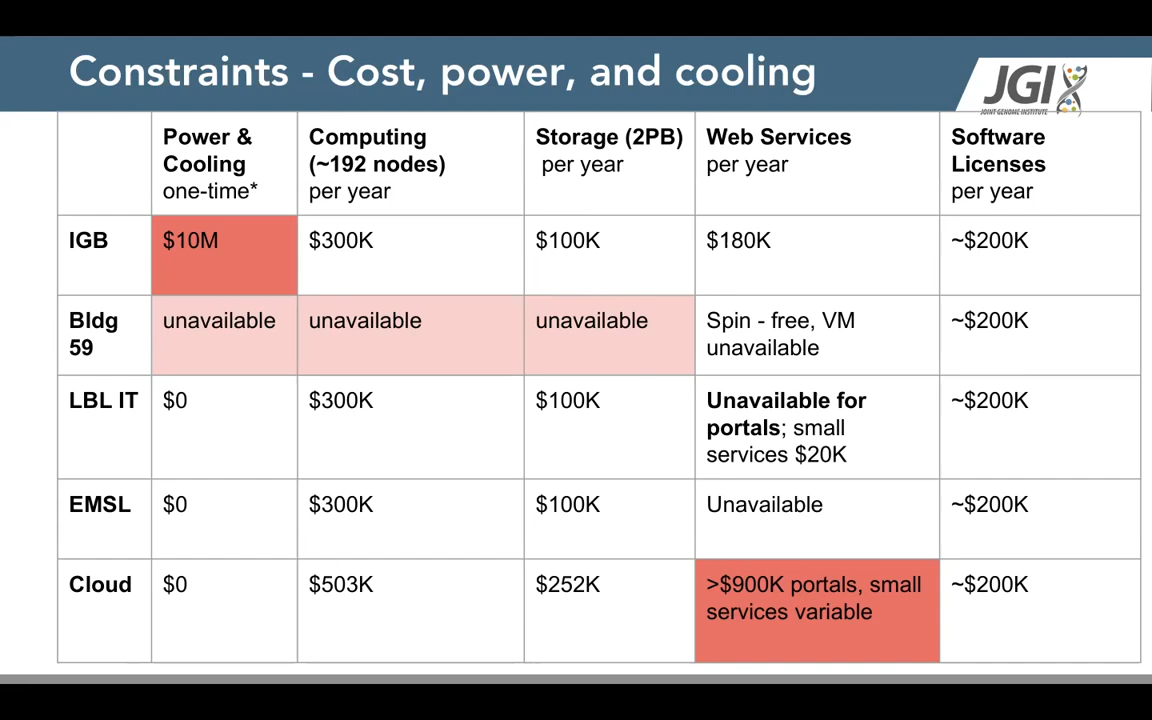 Constraints - Cost, power, and cooling
JGI
JOINT GENOME INSTITUTE
Power & Cooling one-time*
Computing (~192 nodes) per year
Storage (2PB) per year
Web Services per year
Software Licenses per year
IGB
$10M
$300K
$100K
$180K
~$200K
Bldg 59
unavailable
unavailable
unavailable
Spin - free, VM unavailable
~$200K
LBL IT
$0
$300K
$100K
Unavailable for portals; small services $20K
~$200K
EMSL
$0
$300K
$100K
Unavailable
~$200K
Cloud
$0
$503K
$252K
>$900K portals, small services variable
~$200K